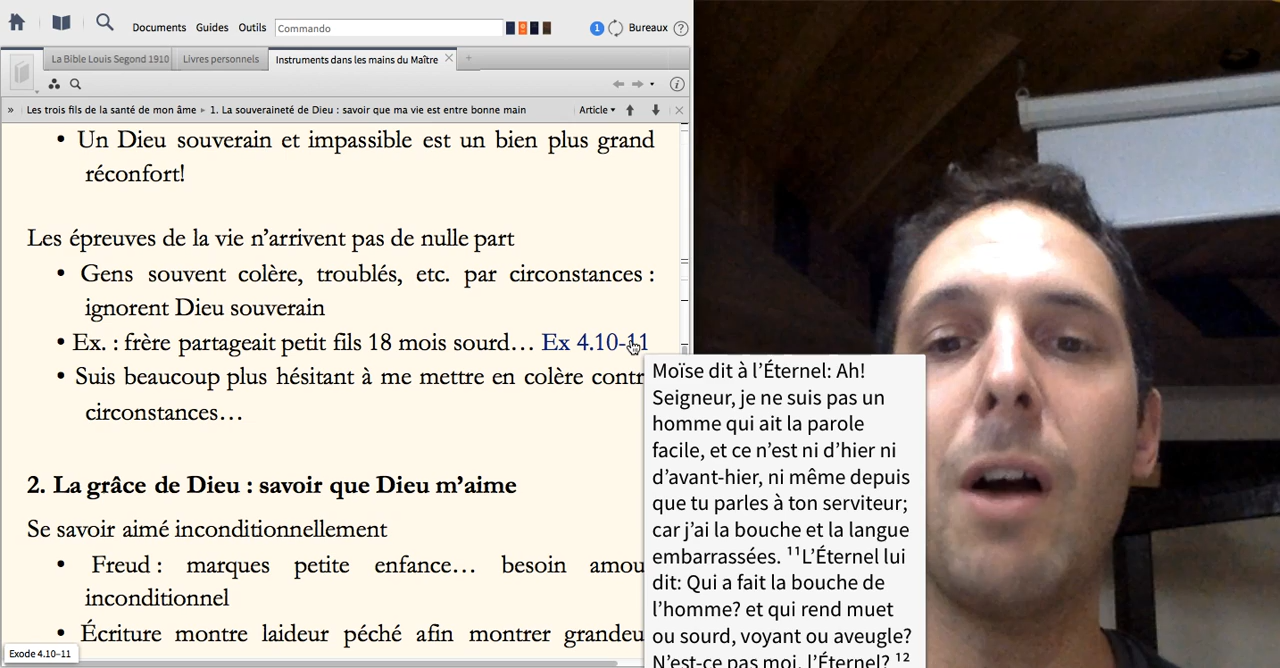 Documents Guides Outils Commando 1 Bureaux ?
La Bible Louis Segond 1910 Livres personnels Instruments dans les mains du Maître × +
» Les trois fils de la santé de mon âme ▸ 1. La souveraineté de Dieu : savoir que ma vie est entre bonne main Article
• Un Dieu souverain et impassible est un bien plus grand
réconfort!
Les épreuves de la vie n’arrivent pas de nulle part
• Gens souvent colère, troublés, etc. par circonstances :
ignorent Dieu souverain
• Ex. : frère partageait petit fils 18 mois sourd… Ex 4.10-11
• Suis beaucoup plus hésitant à me mettre en colère contr
circonstances…
2. La grâce de Dieu : savoir que Dieu m’aime
Se savoir aimé inconditionnellement
• Freud : marques petite enfance… besoin amou
inconditionnel
• Écriture montre laideur péché afin montrer grandeu
Exode 4.10–11
Moïse dit à l’Éternel: Ah!
Seigneur, je ne suis pas un
homme qui ait la parole
facile, et ce n’est ni d’hier ni
d’avant-hier, ni même depuis
que tu parles à ton serviteur;
car j’ai la bouche et la langue
embarrassées. ¹¹L’Éternel lui
dit: Qui a fait la bouche de
l’homme? et qui rend muet
ou sourd, voyant ou aveugle?
N’est-ce pas moi, l’Éternel? ¹²